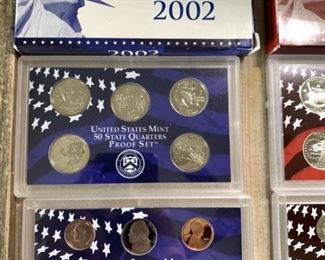 2002
2002
UNITED STATES MINT
50 STATE QUARTERS
PROOF SET